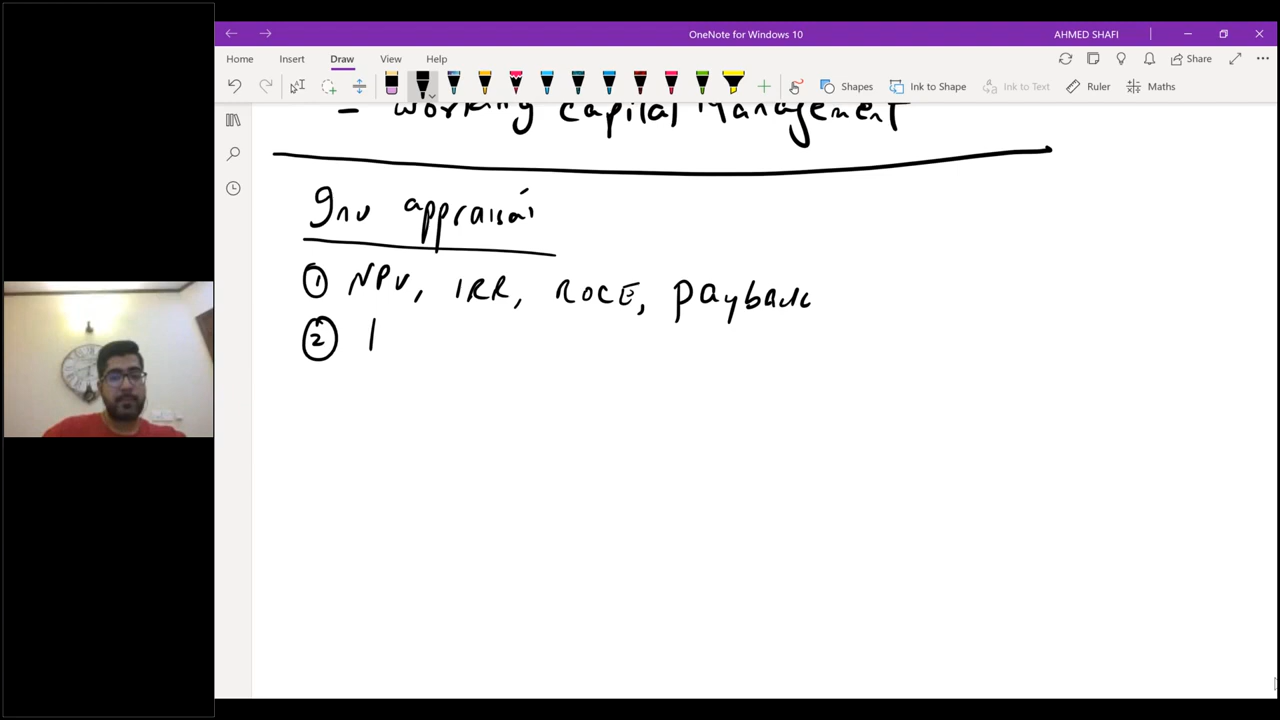 OneNote for Windows 10
AHMED SHAFI
Home Insert Draw View Help
Share
Shapes Ink to Shape Ink to Text Ruler Maths
- Working Capital Management
Inv appraisal
① NPV, IRR, ROCE, Payback
② I